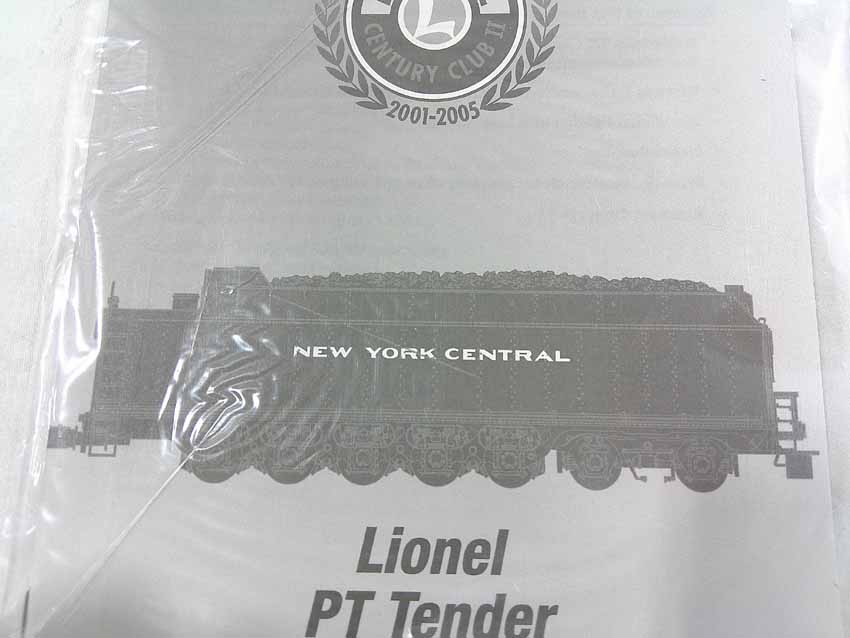 L
CENTURY CLUB II
2001-2005
NEW YORK CENTRAL
Lionel
PT Tender